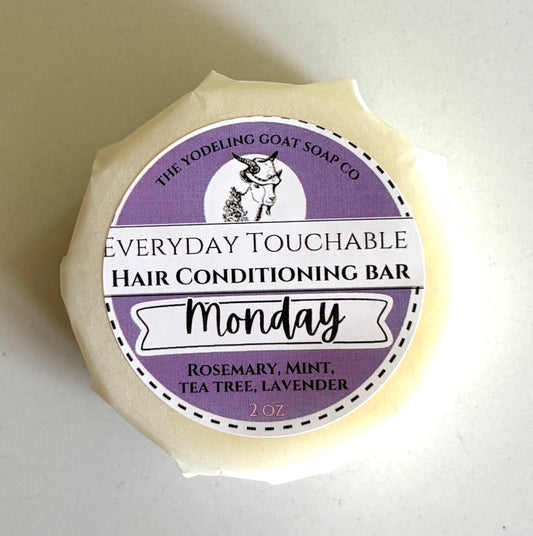 THE YODELING GOAT SOAP CO
EVERYDAY TOUCHABLE
HAIR CONDITIONING BAR
Monday
ROSEMARY, MINT,
TEA TREE, LAVENDER
2 OZ